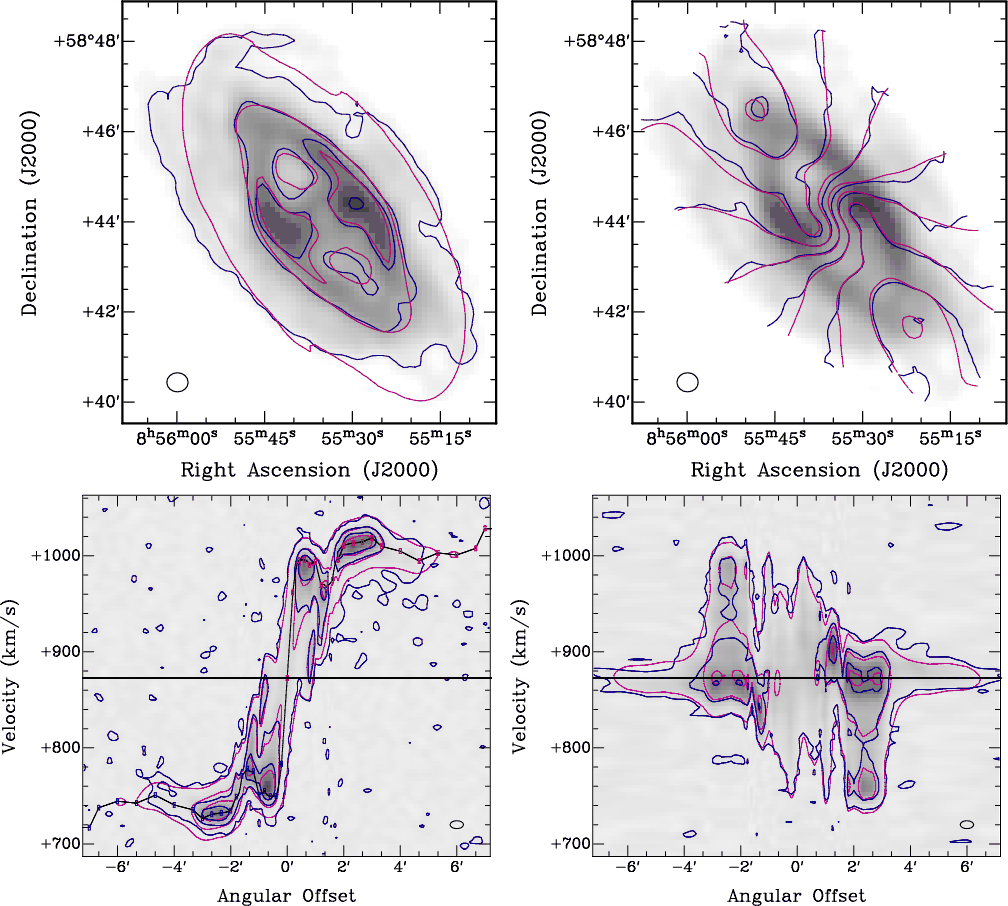 +58°48′
+46′
+44′
+42′
+40′
Declination (J2000)
8ʰ56ᵐ00ˢ 55ᵐ45ˢ 55ᵐ30ˢ 55ᵐ15ˢ
Right Ascension (J2000)
+58°48′
+46′
+44′
+42′
+40′
Declination (J2000)
8ʰ56ᵐ00ˢ 55ᵐ45ˢ 55ᵐ30ˢ 55ᵐ15ˢ
Right Ascension (J2000)
+1000
+900
+800
+700
Velocity (km/s)
−6′ −4′ −2′ 0′ 2′ 4′ 6′
Angular Offset
+1000
+900
+800
+700
Velocity (km/s)
−6′ −4′ −2′ 0′ 2′ 4′ 6′
Angular Offset